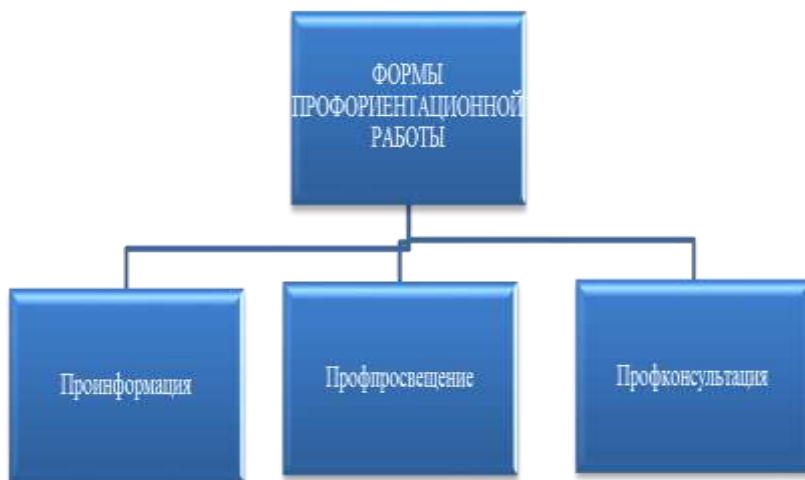 ФОРМЫ
ПРОФОРИЕНТАЦИОННОЙ
РАБОТЫ
Проинформация
Профпросвещение
Профконсультация